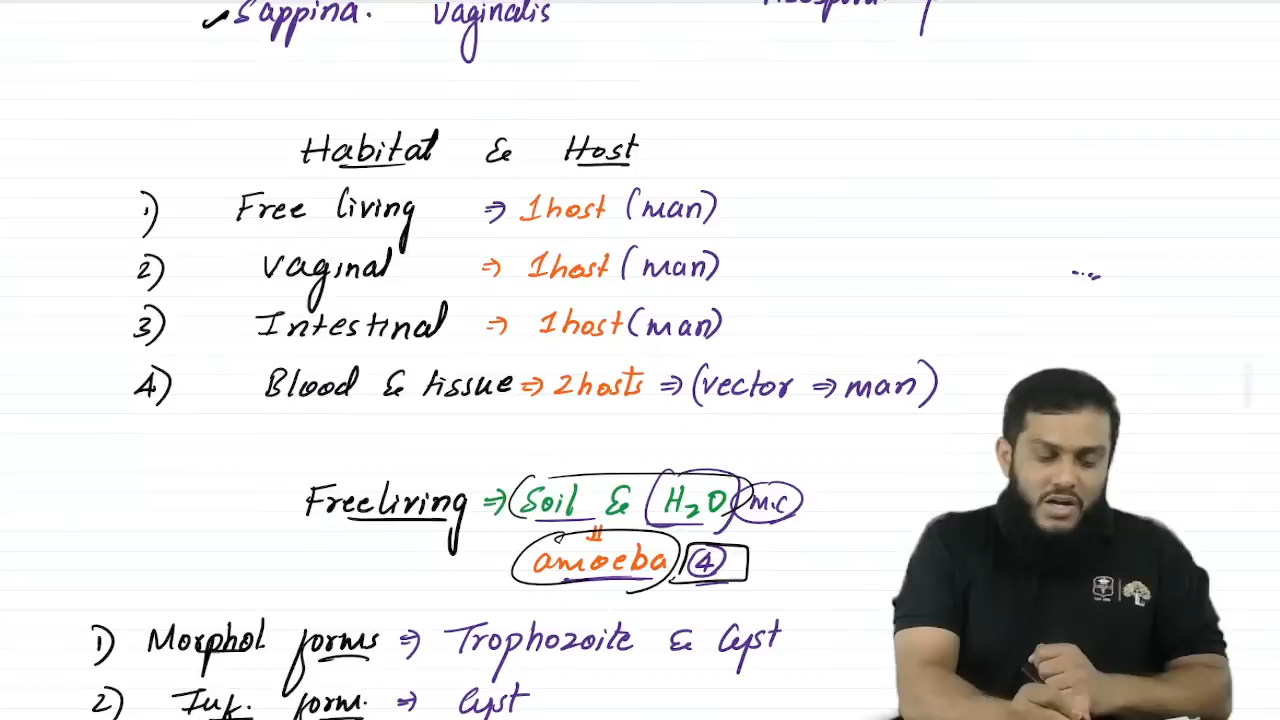 Sappina. Vaginalis
Habitat & Host
1) Free living ⇒ 1host (man)
2) Vaginal ⇒ 1host (man)
3) Intestinal ⇒ 1host (man)
4) Blood & tissue ⇒ 2hosts ⇒ (vector ⇒ man)
Freeliving ⇒ Soil & H₂O m.c
amoeba 4
1) Morphol forms ⇒ Trophozoite & Cyst
2) Inf. form. ⇒ Cyst